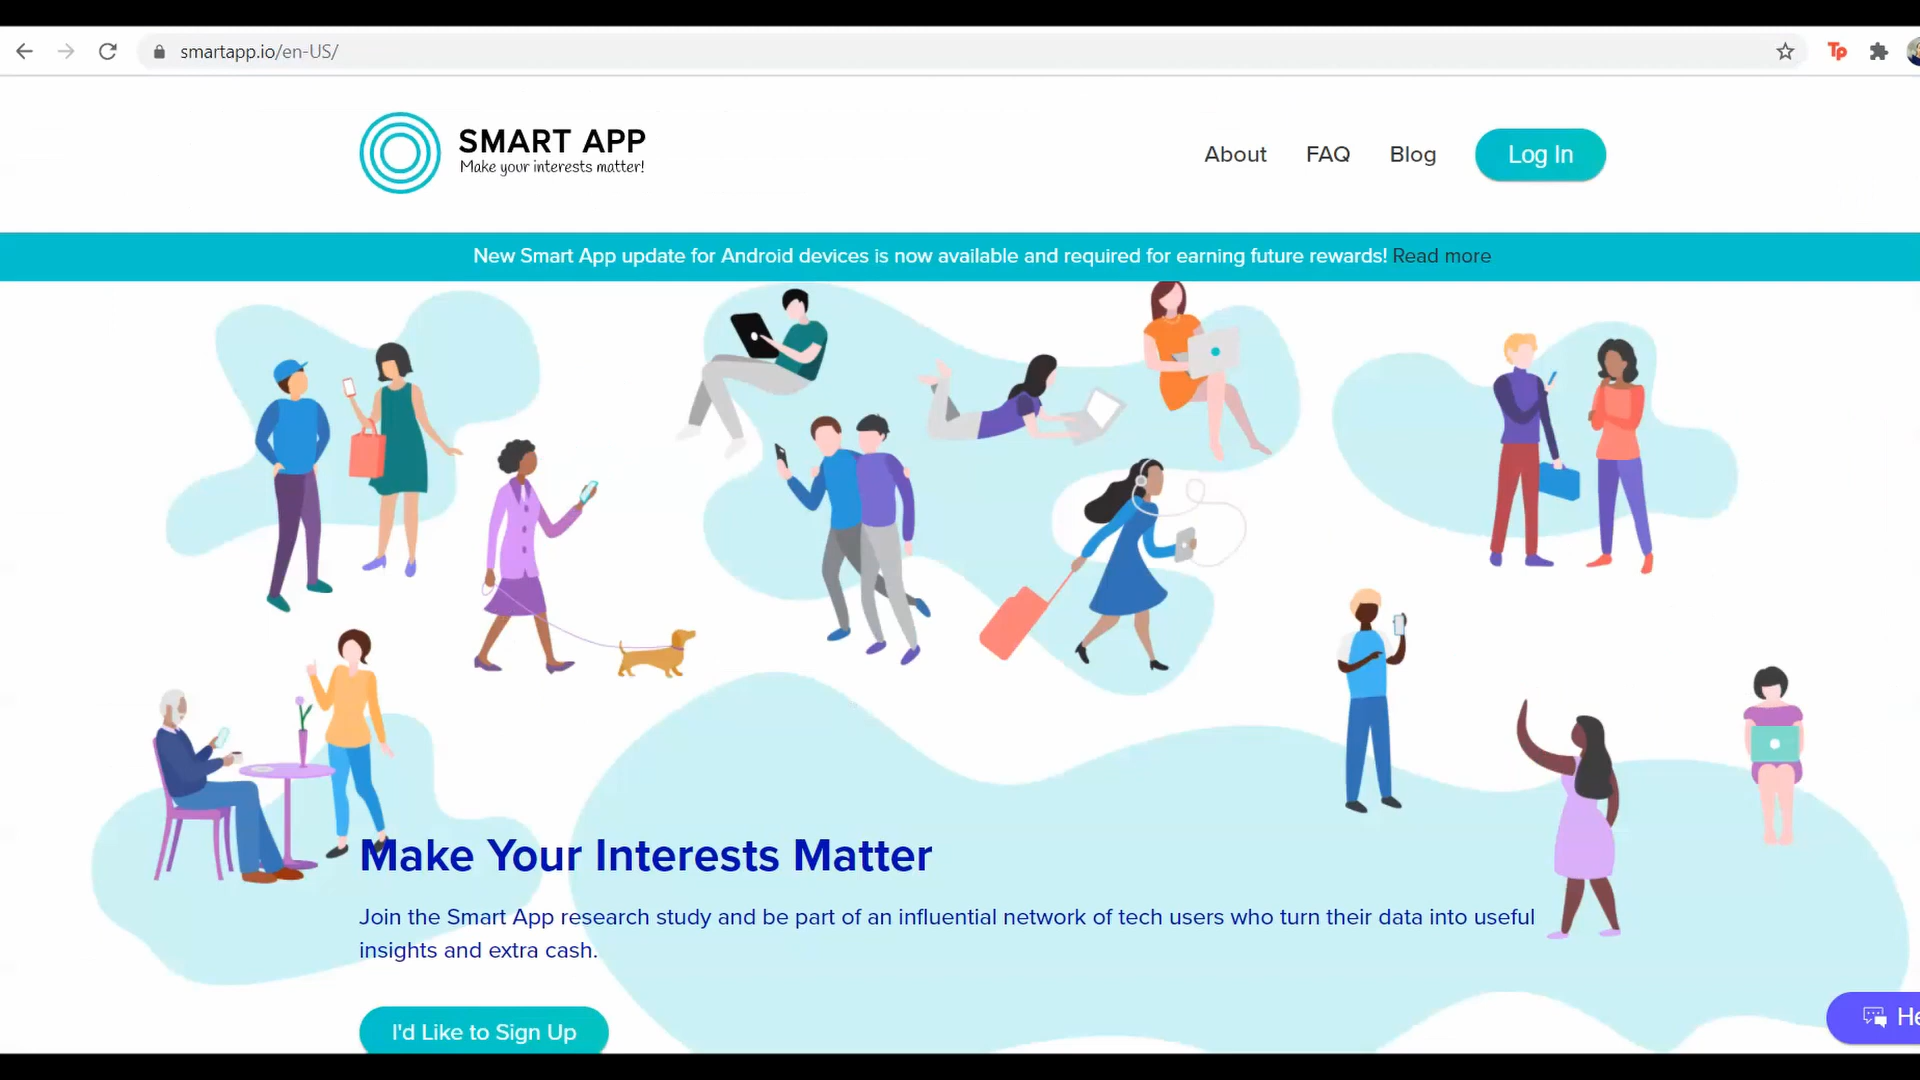 smartapp.io/en-US/
Tp
SMART APP
Make your interests matter!
About FAQ Blog Log In
New Smart App update for Android devices is now available and required for earning future rewards! Read more
Make Your Interests Matter
Join the Smart App research study and be part of an influential network of tech users who turn their data into useful
insights and extra cash.
I'd Like to Sign Up
He